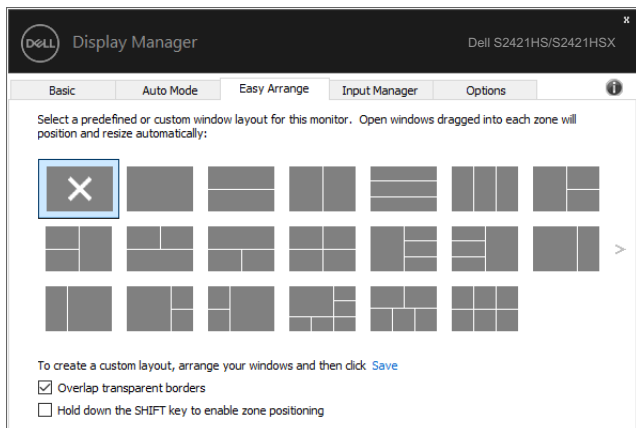 DELL Display Manager
Dell S2421HS/S2421HSX
x
Basic Auto Mode Easy Arrange Input Manager Options
Select a predefined or custom window layout for this monitor. Open windows dragged into each zone will
position and resize automatically:
>
To create a custom layout, arrange your windows and then click Save
Overlap transparent borders
Hold down the SHIFT key to enable zone positioning